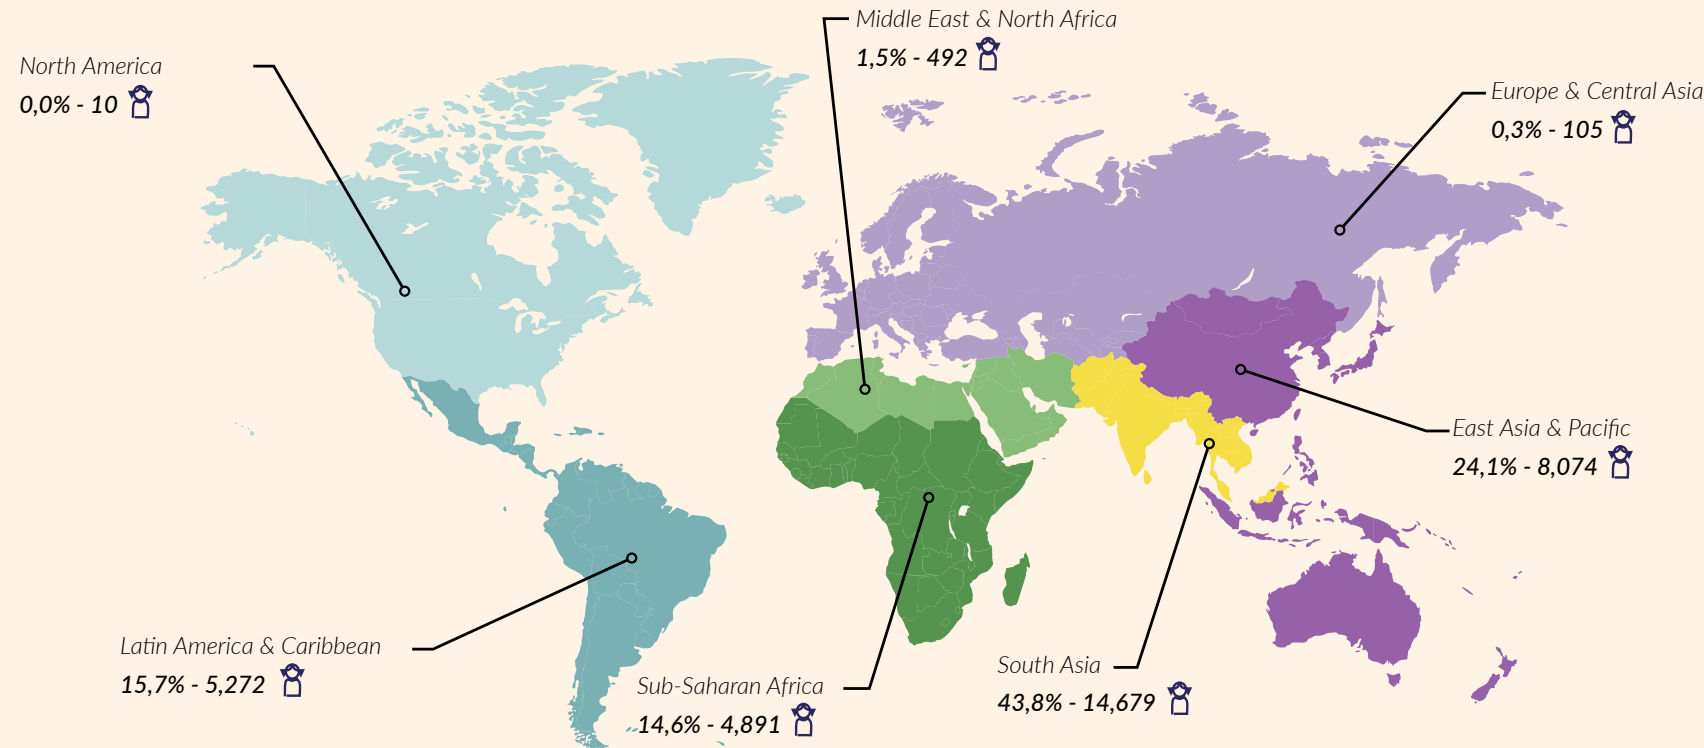 Middle East & North Africa
1,5% - 492
North America
0,0% - 10
Europe & Central Asia
0,3% - 105
East Asia & Pacific
24,1% - 8,074
Latin America & Caribbean
15,7% - 5,272
Sub-Saharan Africa
14,6% - 4,891
South Asia
43,8% - 14,679